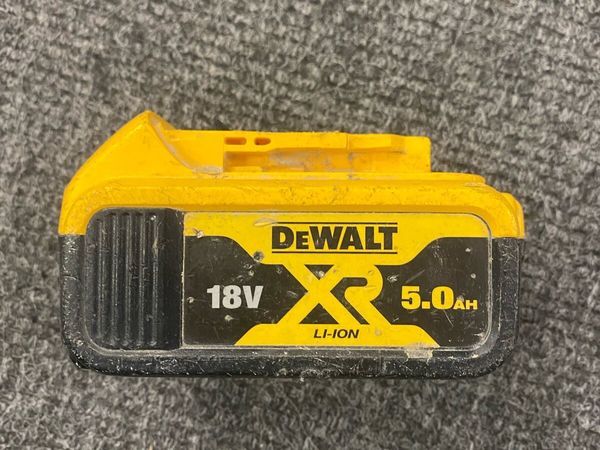 DeWALT
18V XR 5.0AH
LI-ION